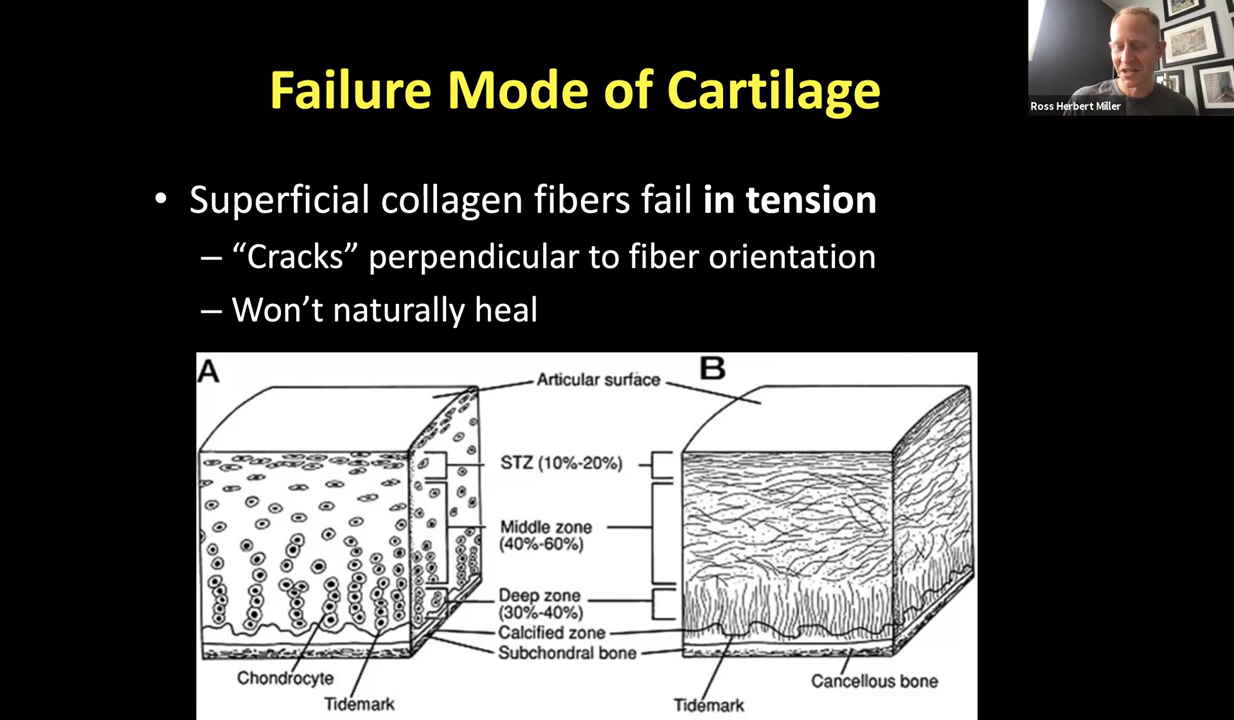 Failure Mode of Cartilage
Ross Herbert Miller
• Superficial collagen fibers fail in tension
– “Cracks” perpendicular to fiber orientation
– Won’t naturally heal
A
B
Articular surface
STZ (10%-20%)
Middle zone
(40%-60%)
Deep zone
(30%-40%)
Calcified zone
Subchondral bone
Chondrocyte
Tidemark
Cancellous bone
Tidemark